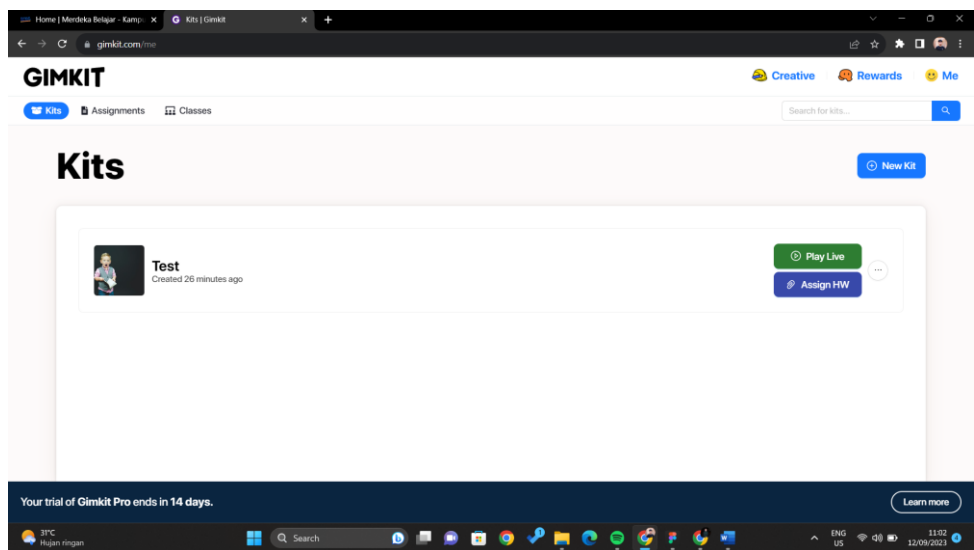 Home | Merdeka Belajar - Kamp
Kits | Gimkit
gimkit.com/me
GIMKIT
Creative
Rewards
Me
Kits
Assignments
Classes
Search for kits...
Kits
New Kit
Test
Created 26 minutes ago
Play Live
Assign HW
Your trial of Gimkit Pro ends in 14 days.
Learn more
31°C
Hujan ringan
Search
ENG
US
11:02
12/09/2023